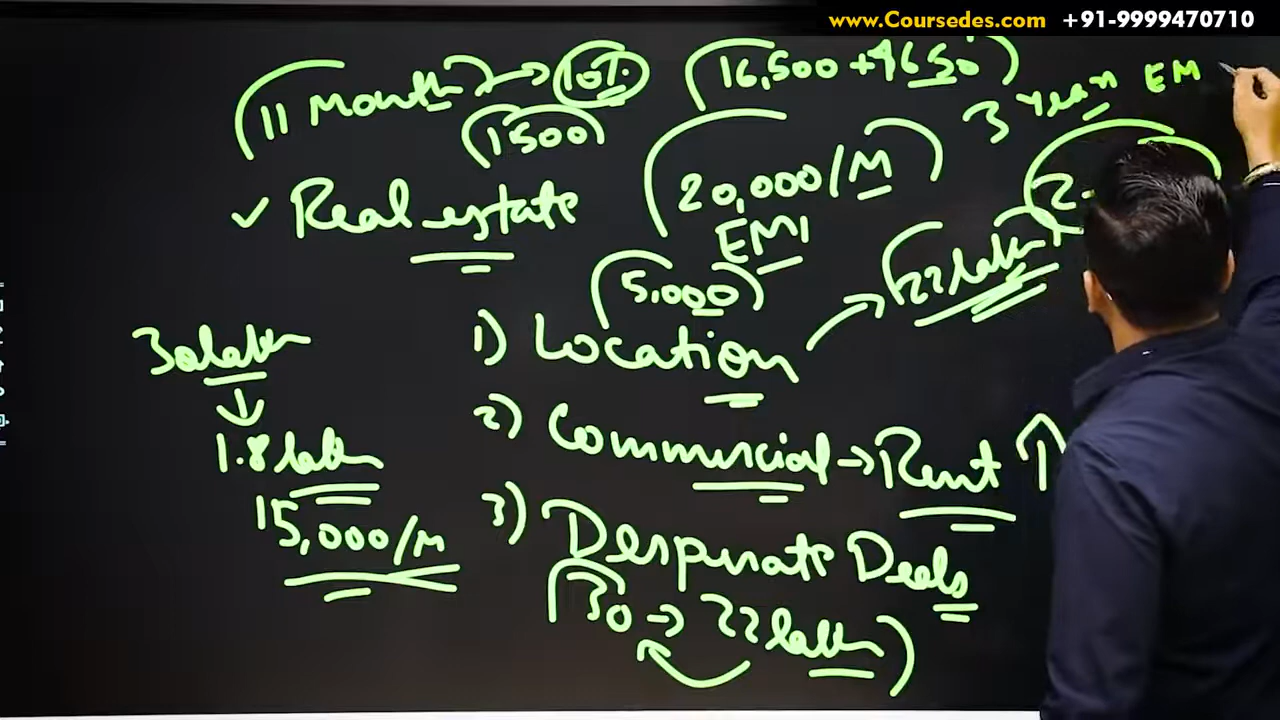 www.Coursedes.com +91-9999470710
(11 Month) → 10%
(1500)
(16,500 + 4650)
3 Year EM
✓ Real estate
(20,000/M)
EMI
(5,000)
22 lakh
30 lakh
↓
1.8 lakh
15,000/M
1) Location →
2) Commercial → Rent ↑
3) Desperate Deals
(30 → 22 lakh)